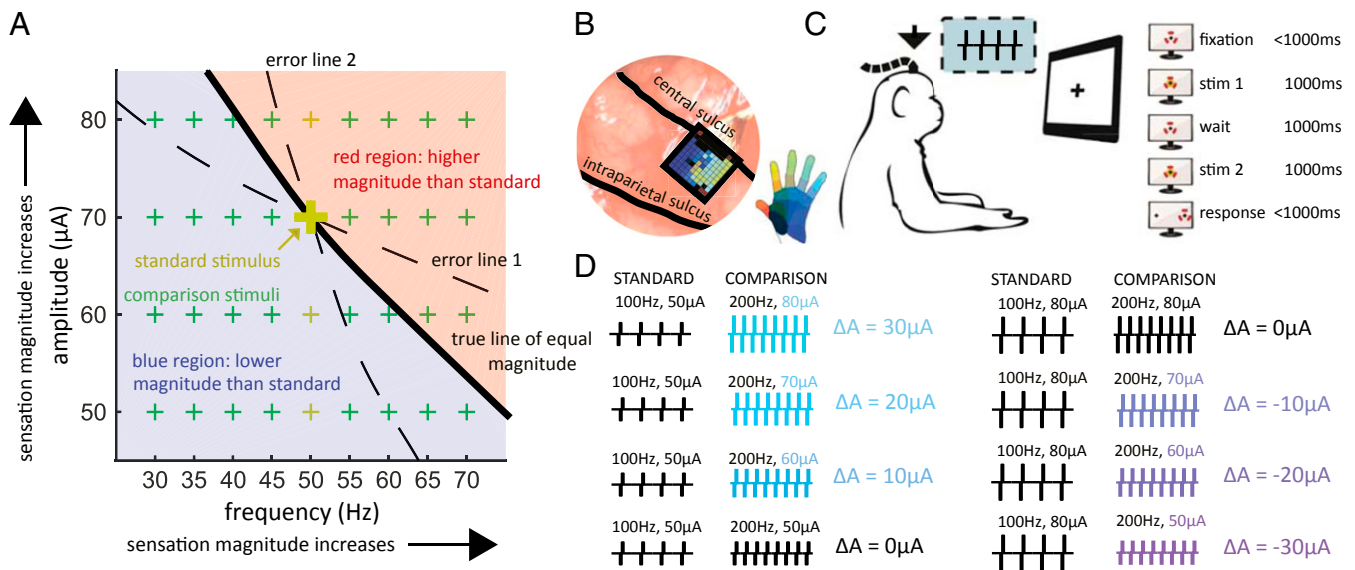 A
error line 2
80
red region: higher
magnitude than standard
70
standard stimulus
error line 1
comparison stimuli
60
true line of equal
magnitude
blue region: lower
magnitude than standard
50
amplitude (µA)
sensation magnitude increases
30 35 40 45 50 55 60 65 70
frequency (Hz)
sensation magnitude increases
B
central sulcus
intraparietal sulcus
C
fixation <1000ms
stim 1 1000ms
wait 1000ms
stim 2 1000ms
response <1000ms
D
STANDARD COMPARISON
100Hz, 50µA 200Hz, 80µA
ΔA = 30µA
100Hz, 50µA 200Hz, 70µA
ΔA = 20µA
100Hz, 50µA 200Hz, 60µA
ΔA = 10µA
100Hz, 50µA 200Hz, 50µA
ΔA = 0µA
STANDARD COMPARISON
100Hz, 80µA 200Hz, 80µA
ΔA = 0µA
100Hz, 80µA 200Hz, 70µA
ΔA = -10µA
100Hz, 80µA 200Hz, 60µA
ΔA = -20µA
100Hz, 80µA 200Hz, 50µA
ΔA = -30µA